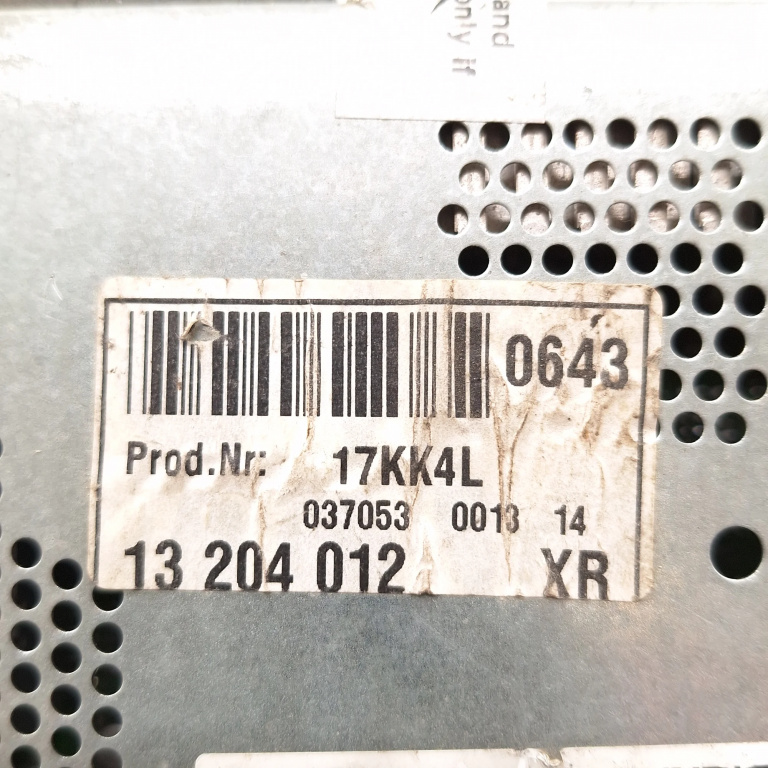 and
only if
0643
Prod.Nr: 17KK4L
037053 0013 14
13 204 012 XR